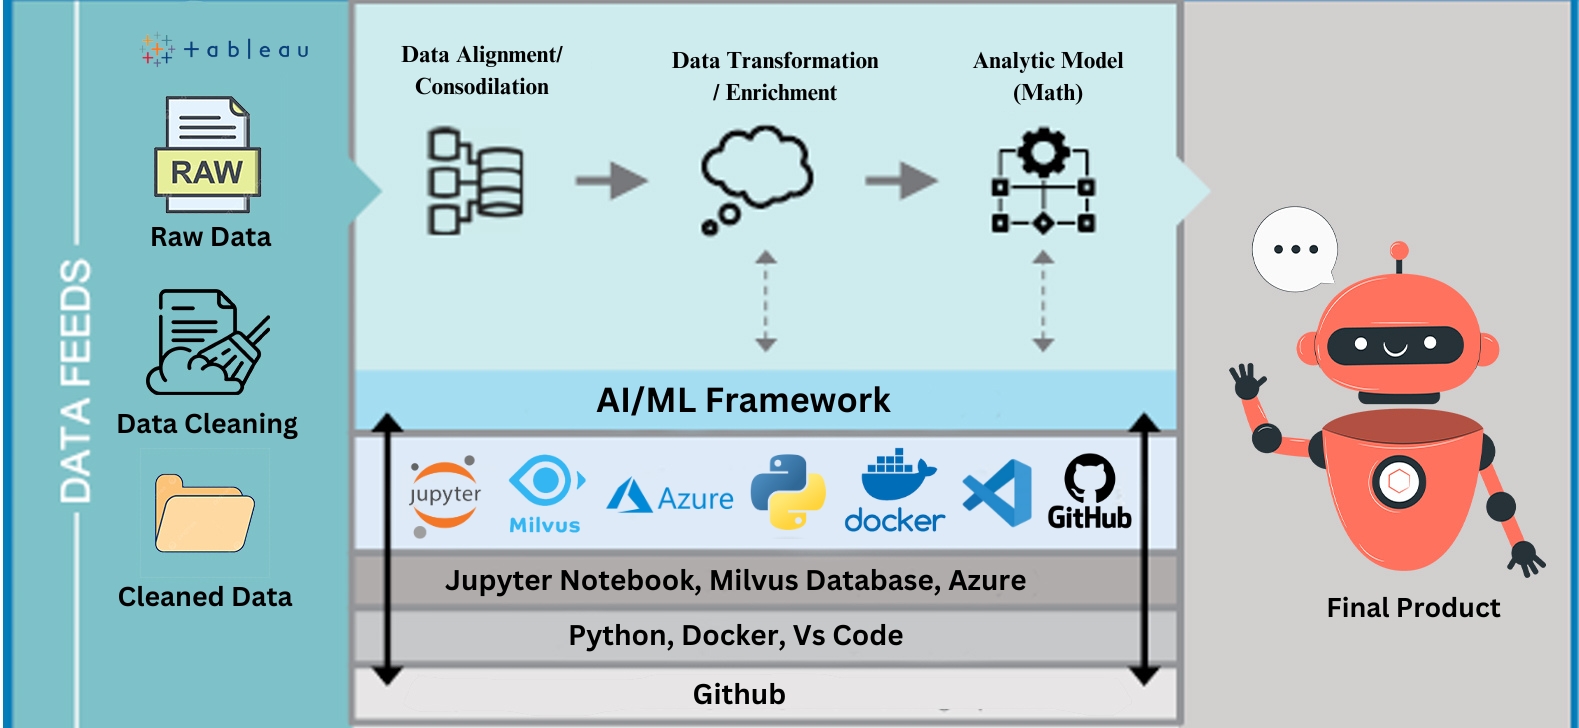 DATA FEEDS
+ a b l e a u
RAW
Raw Data
Data Cleaning
Cleaned Data
Data Alignment/
Consodilation
Data Transformation
/ Enrichment
Analytic Model
(Math)
AI/ML Framework
jupyter
Milvus
Azure
docker
GitHub
Jupyter Notebook, Milvus Database, Azure
Python, Docker, Vs Code
Github
Final Product